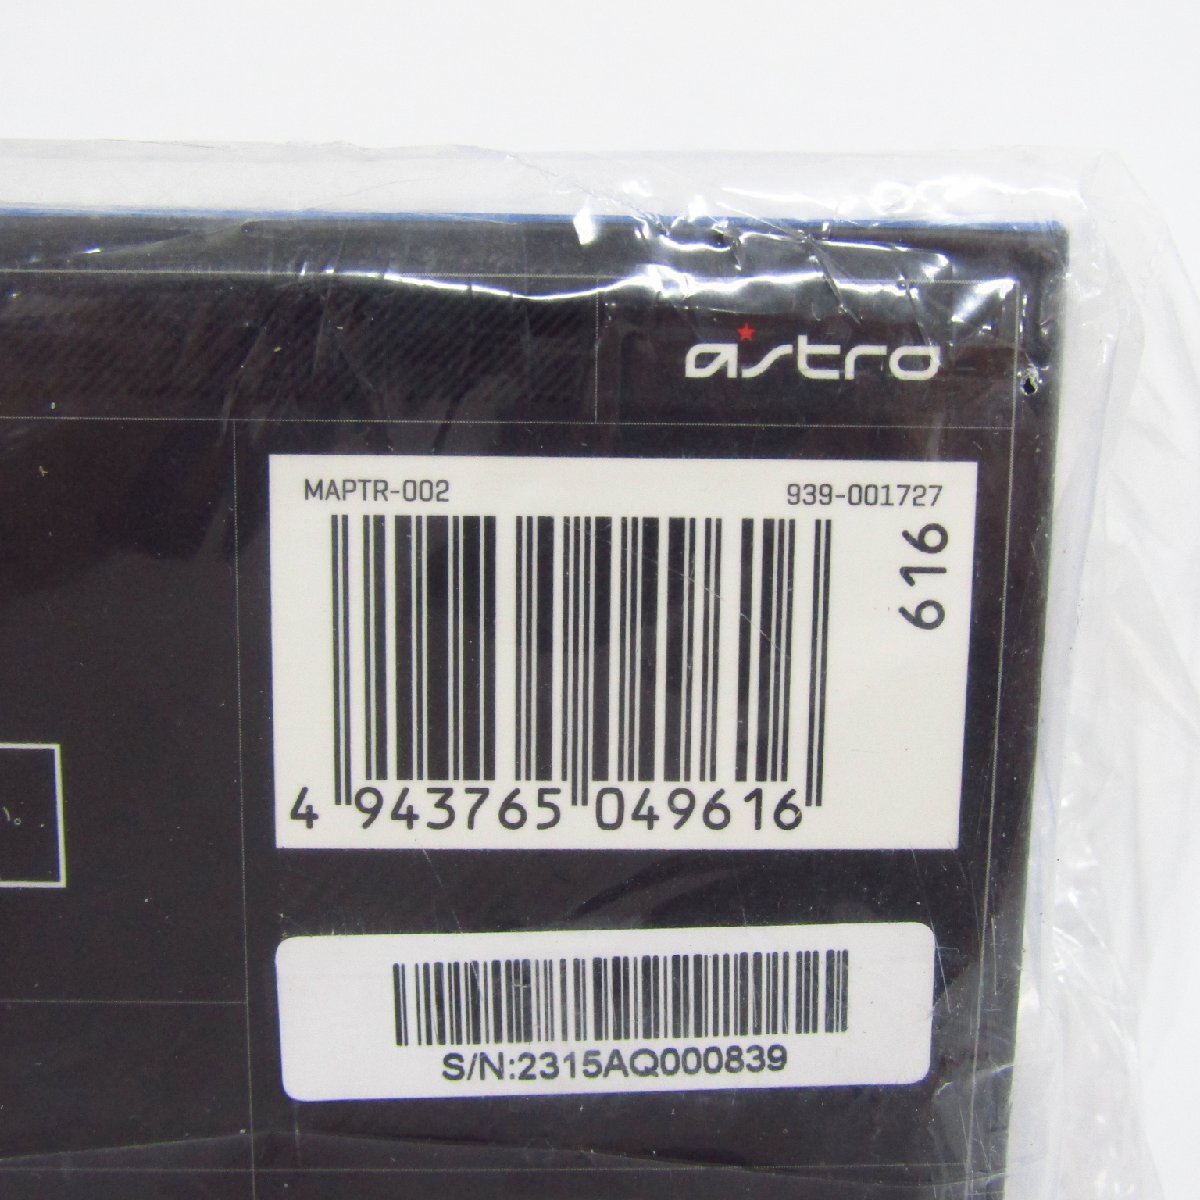 astro
MAPTR-002
939-001727
616
4 943765 049616
S/N:2315AQ000839